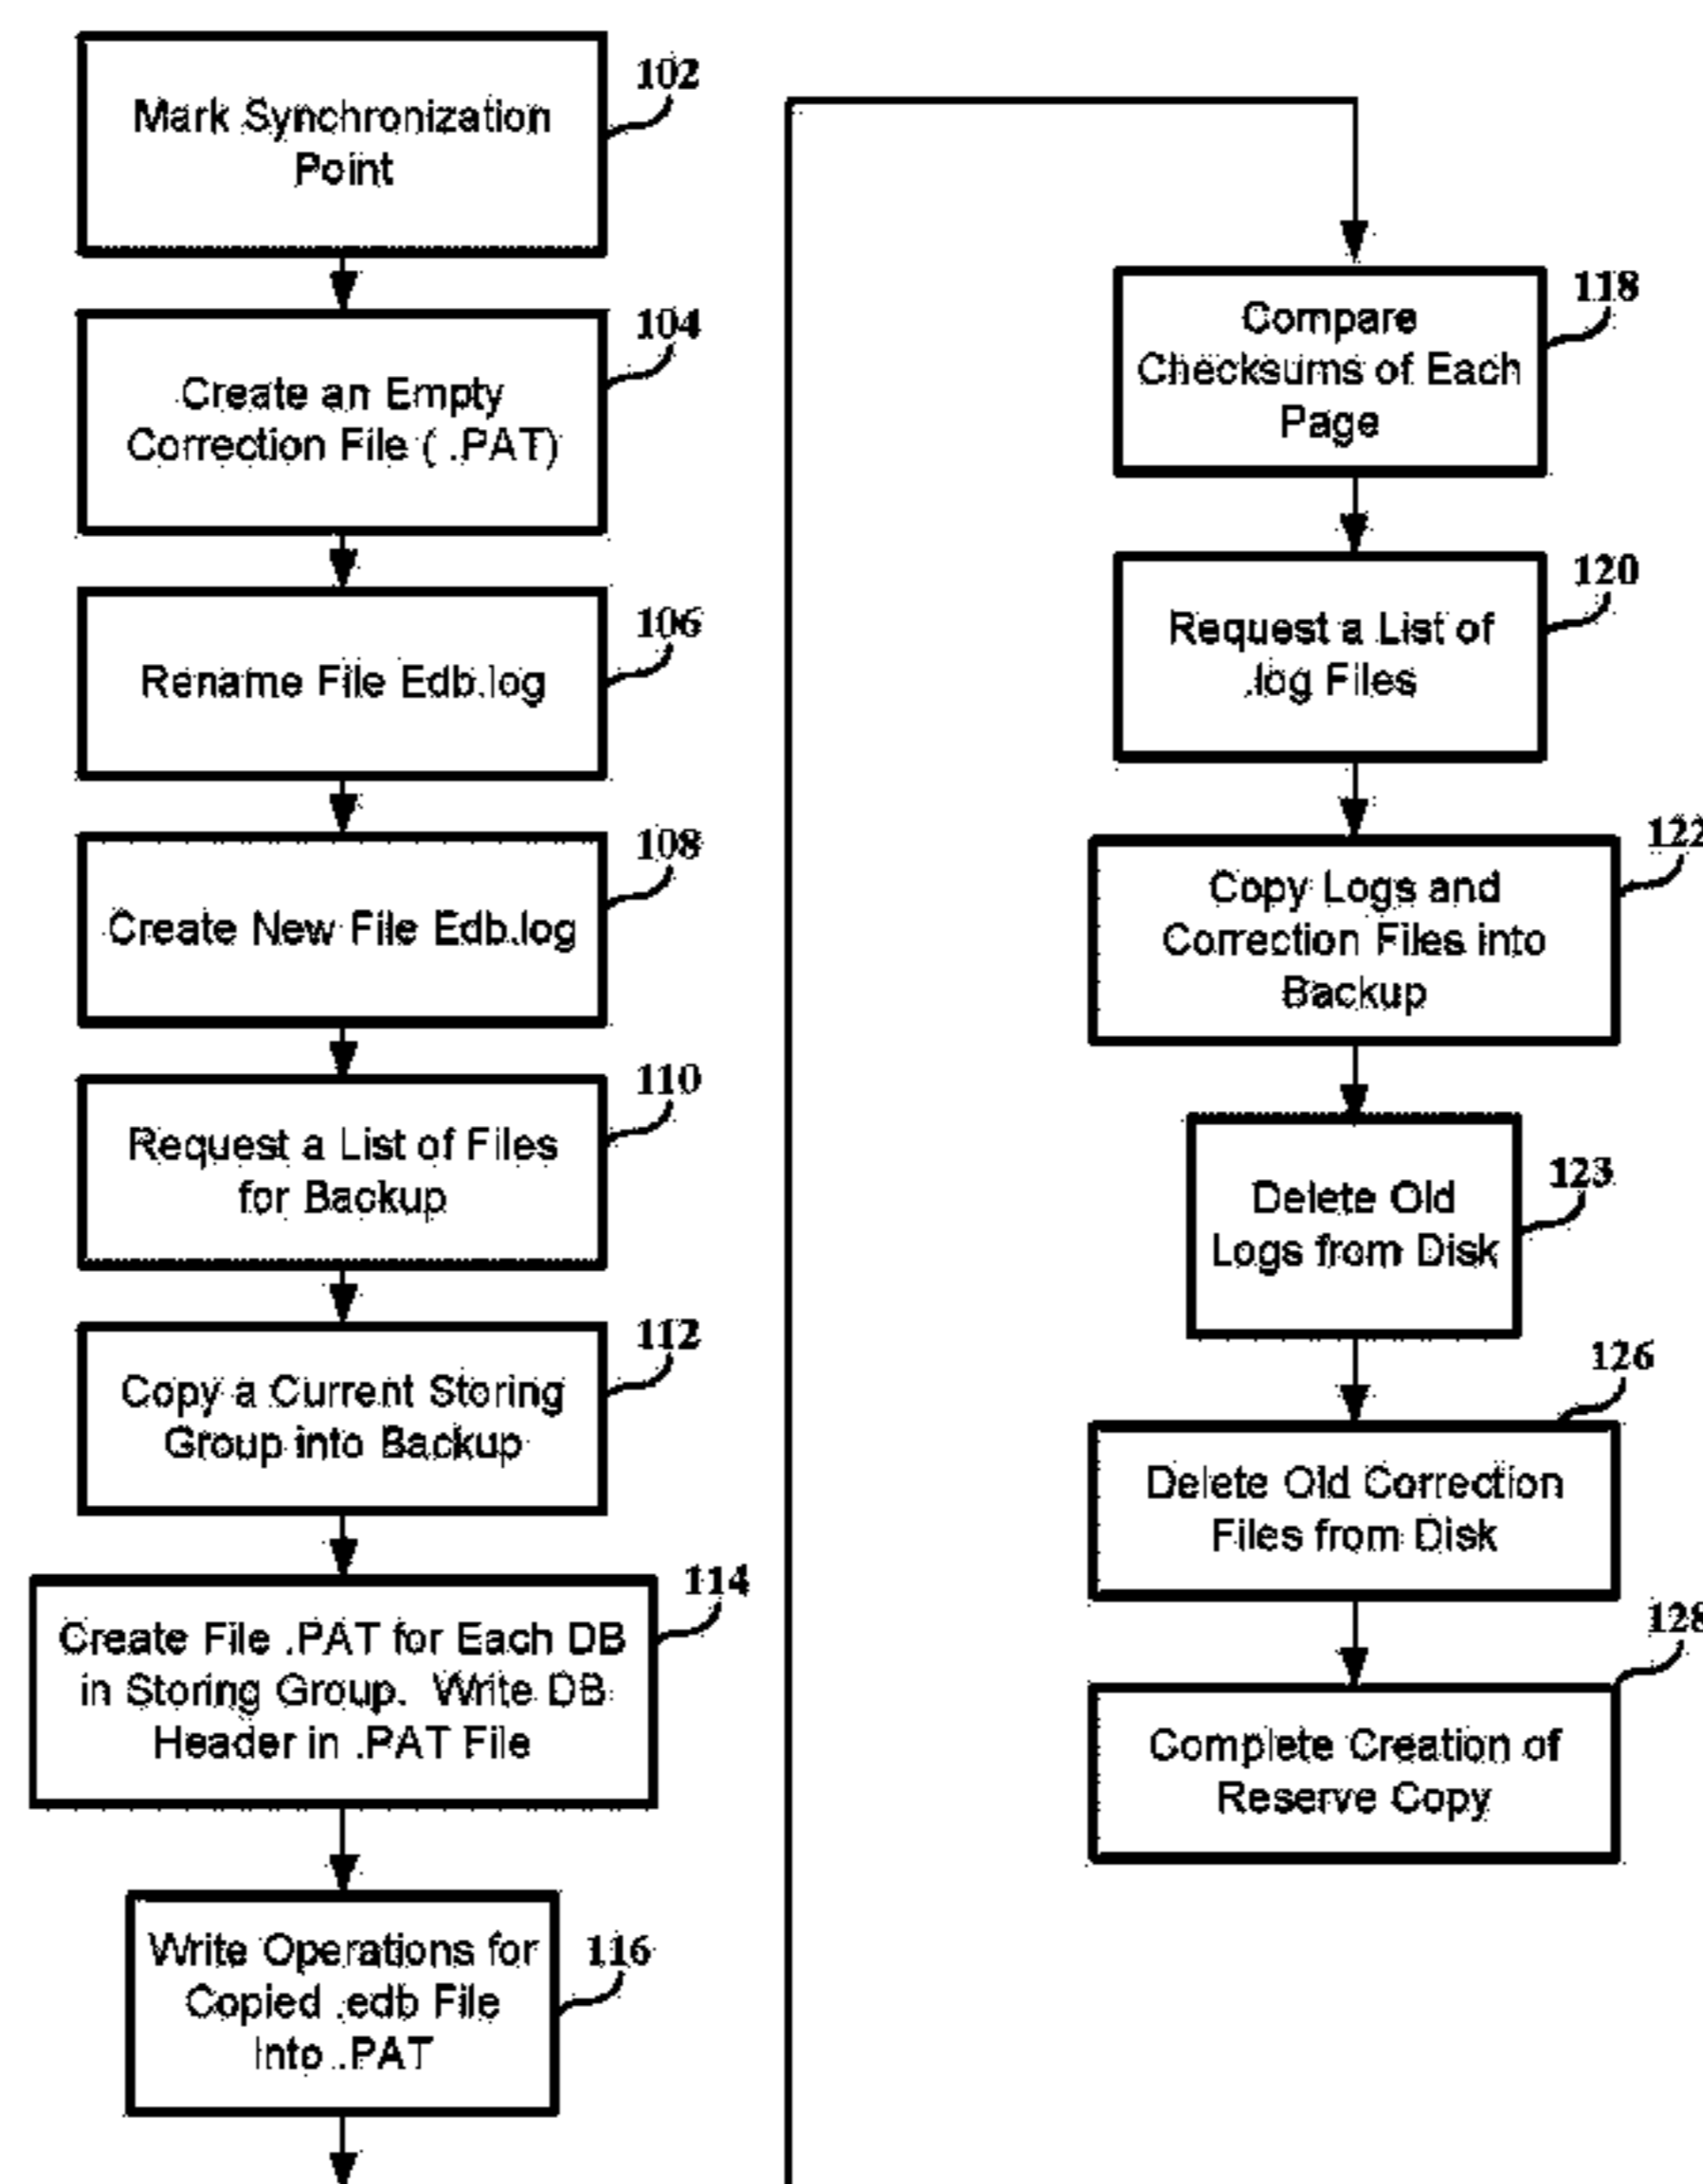 Mark Synchronization
Point
102
Create an Empty
Correction File ( .PAT)
104
Rename File Edb.log
106
Create New File Edb.log
108
Request a List of Files
for Backup
110
Copy a Current Storing
Group into Backup
112
Create File .PAT for Each DB
in Storing Group. Write DB
Header in .PAT File
114
Write Operations for
Copied .edb File
Into .PAT
116
Compare
Checksums of Each
Page
118
Request a List of
.log Files
120
Copy Logs and
Correction Files into
Backup
122
Delete Old
Logs from Disk
123
Delete Old Correction
Files from Disk
126
Complete Creation of
Reserve Copy
128